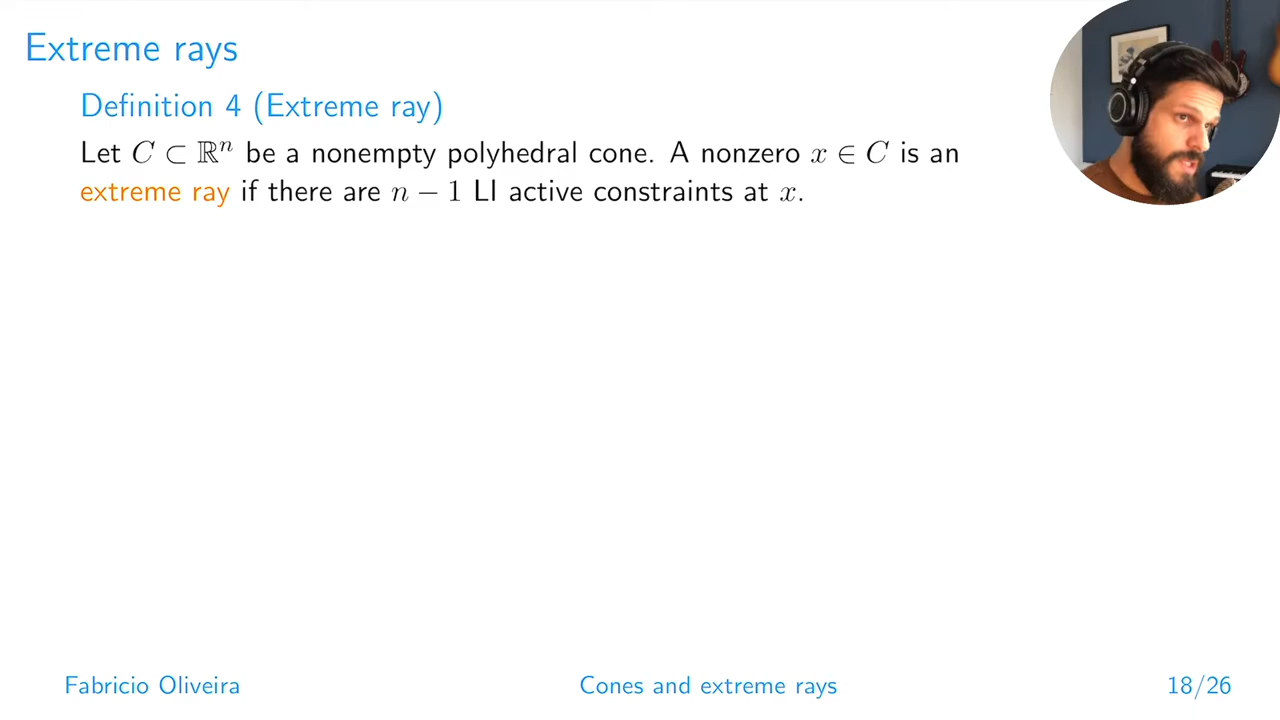 Extreme rays
Definition 4 (Extreme ray)
Let C ⊂ ℝⁿ be a nonempty polyhedral cone. A nonzero x ∈ C is an
extreme ray if there are n − 1 LI active constraints at x.
Fabricio Oliveira
Cones and extreme rays
18/26